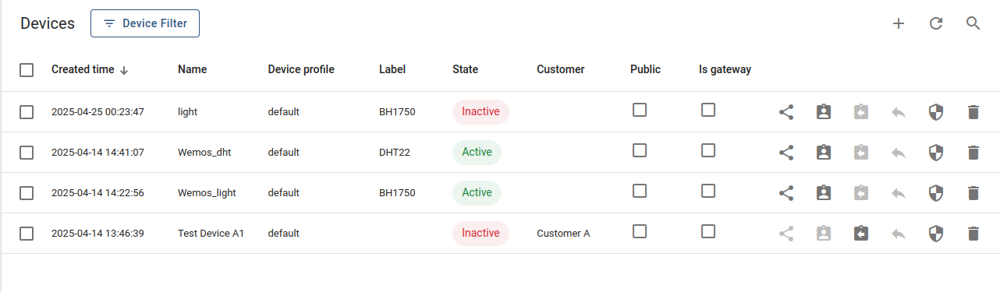 Devices Device Filter
Created time Name Device profile Label State Customer Public Is gateway
2025-04-25 00:23:47 light default BH1750 Inactive
2025-04-14 14:41:07 Wemos_dht default DHT22 Active
2025-04-14 14:22:56 Wemos_light default BH1750 Active
2025-04-14 13:46:39 Test Device A1 default Inactive Customer A